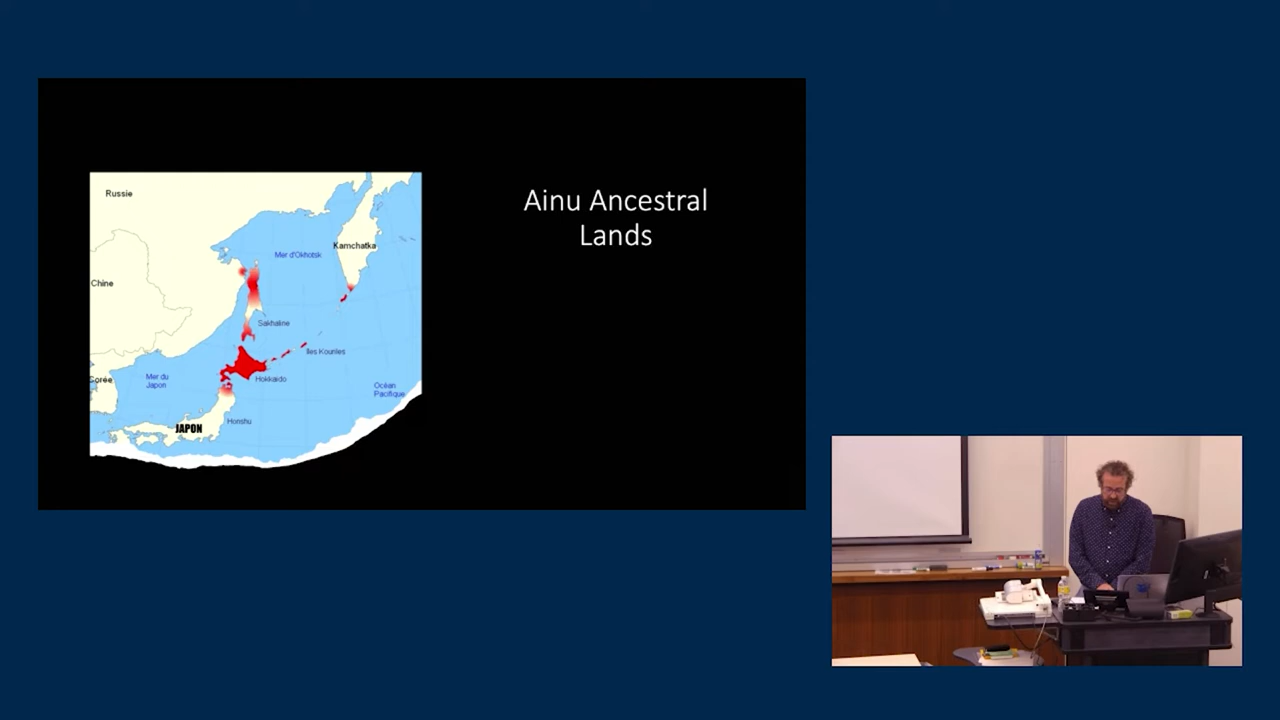 Ainu Ancestral
Lands
Russie
Kamchatka
Mer d'Okhotsk
Chine
Sakhaline
Iles Kouriles
Corée
Mer du
Japon
Hokkaido
Océan
Pacifique
Honshu
JAPON